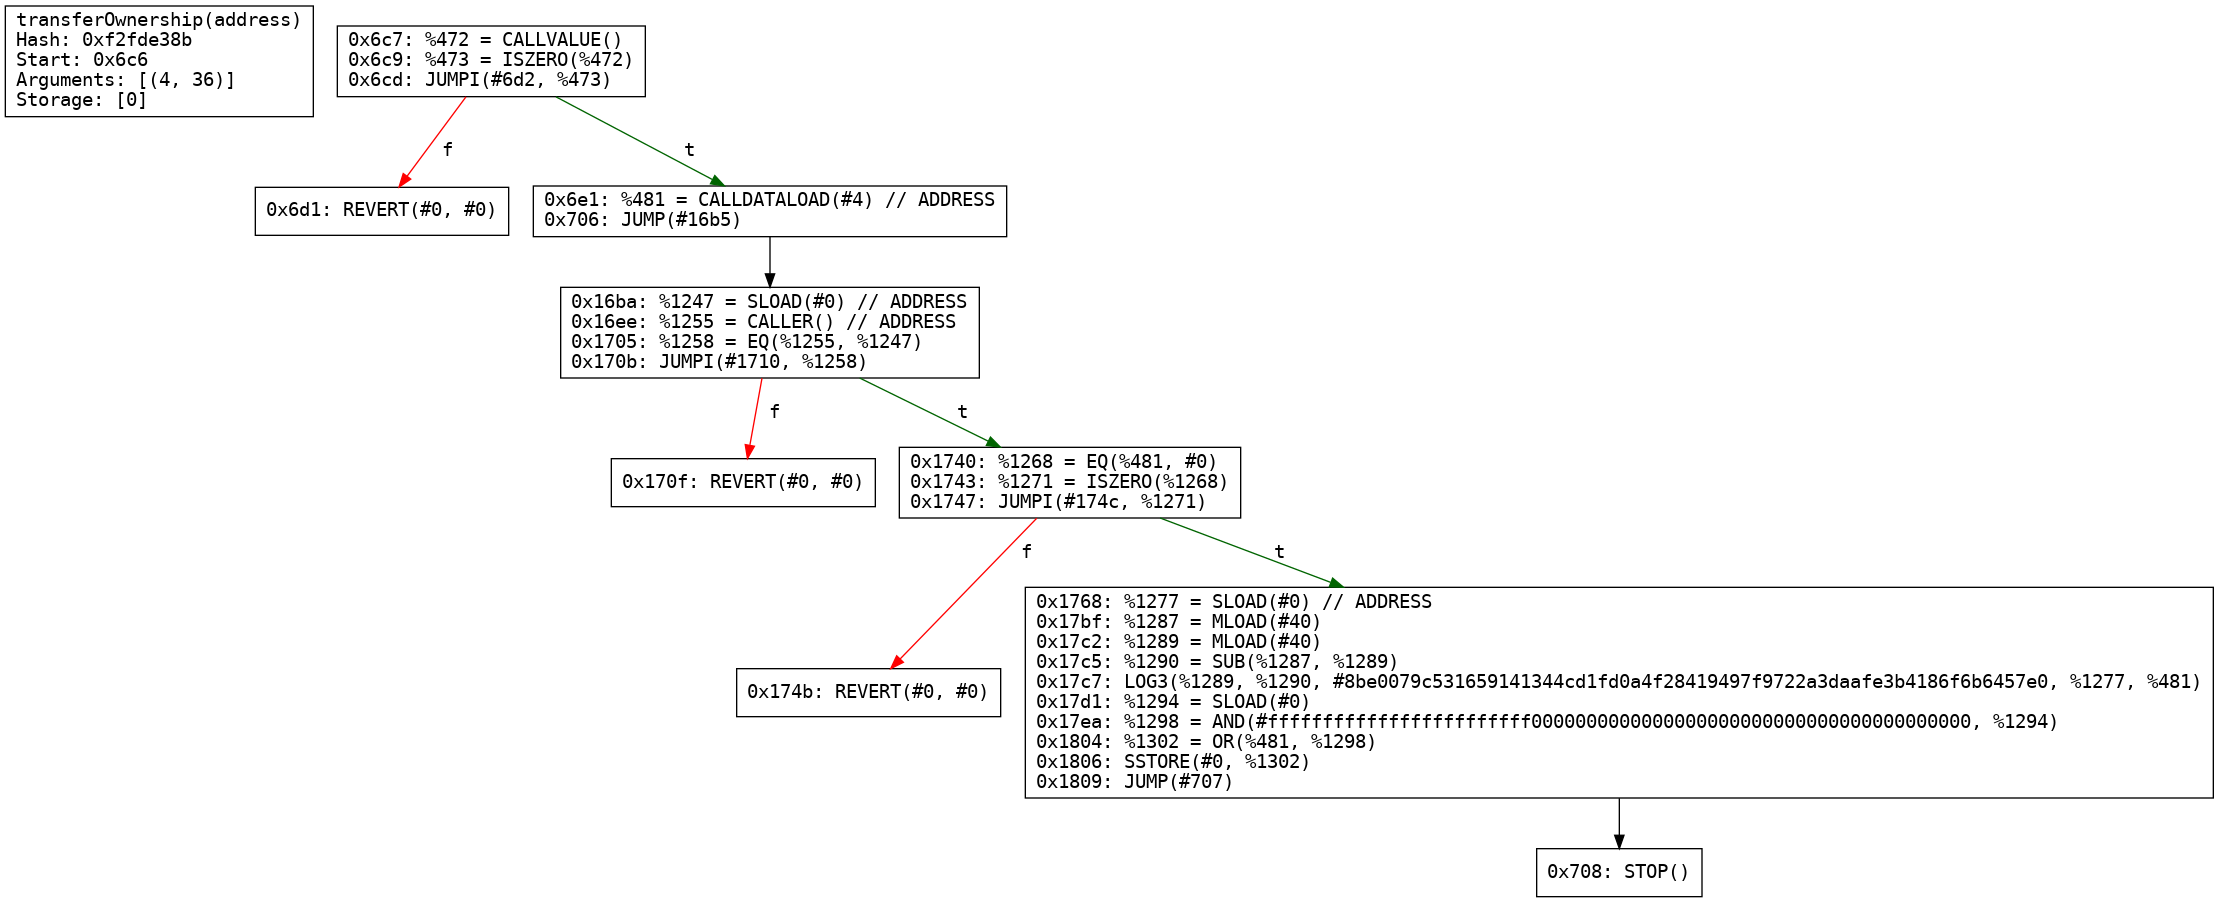 transferOwnership(address)
Hash: 0xf2fde38b
Start: 0x6c6
Arguments: [(4, 36)]
Storage: [0]
0x6c7: %472 = CALLVALUE()
0x6c9: %473 = ISZERO(%472)
0x6cd: JUMPI(#6d2, %473)
f
t
0x6d1: REVERT(#0, #0)
0x6e1: %481 = CALLDATALOAD(#4) // ADDRESS
0x706: JUMP(#16b5)
0x16ba: %1247 = SLOAD(#0) // ADDRESS
0x16ee: %1255 = CALLER() // ADDRESS
0x1705: %1258 = EQ(%1255, %1247)
0x170b: JUMPI(#1710, %1258)
f
t
0x170f: REVERT(#0, #0)
0x1740: %1268 = EQ(%481, #0)
0x1743: %1271 = ISZERO(%1268)
0x1747: JUMPI(#174c, %1271)
f
t
0x174b: REVERT(#0, #0)
0x1768: %1277 = SLOAD(#0) // ADDRESS
0x17bf: %1287 = MLOAD(#40)
0x17c2: %1289 = MLOAD(#40)
0x17c5: %1290 = SUB(%1287, %1289)
0x17c7: LOG3(%1289, %1290, #8be0079c531659141344cd1fd0a4f28419497f9722a3daafe3b4186f6b6457e0, %1277, %481)
0x17d1: %1294 = SLOAD(#0)
0x17ea: %1298 = AND(#ffffffffffffffffffffffff0000000000000000000000000000000000000000, %1294)
0x1804: %1302 = OR(%481, %1298)
0x1806: SSTORE(#0, %1302)
0x1809: JUMP(#707)
0x708: STOP()